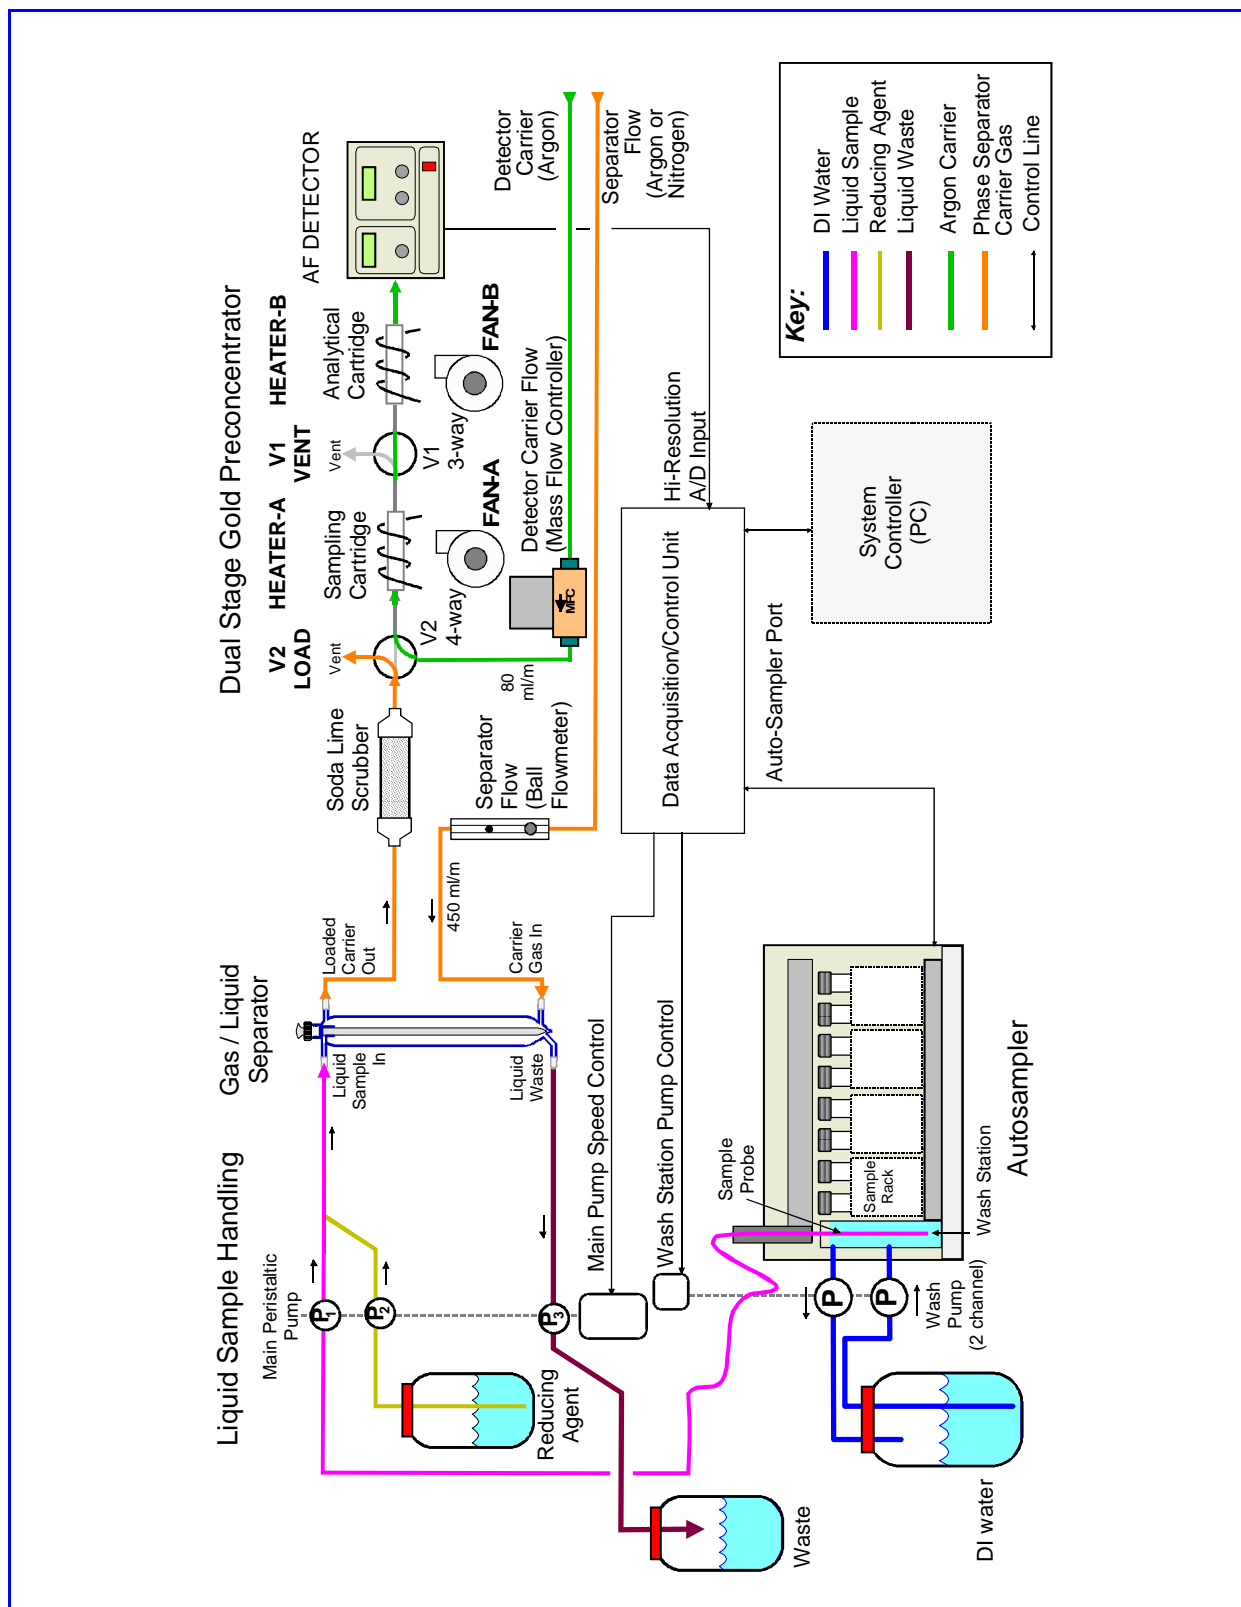 Liquid Sample Handling
Gas / Liquid
Separator
Dual Stage Gold Preconcentrator
Main Peristaltic
Pump
P1
P2
P3
Reducing
Agent
Waste
Liquid
Sample
In
Liquid
Waste
Loaded
Carrier
Out
Carrier
Gas In
450 ml/m
Soda Lime
Scrubber
Separator
Flow
(Ball
Flowmeter)
V2
LOAD
Vent
V2
4-way
80
ml/m
HEATER-A
Sampling
Cartridge
FAN-A
MFC
Detector Carrier Flow
(Mass Flow Controller)
V1
VENT
Vent
V1
3-way
HEATER-B
Analytical
Cartridge
FAN-B
AF DETECTOR
Detector
Carrier
(Argon)
Separator
Flow
(Argon or
Nitrogen)
Main Pump Speed Control
Wash Station Pump Control
Data Acquisition/Control Unit
Hi-Resolution
A/D Input
Auto-Sampler Port
System
Controller
(PC)
Sample
Probe
Sample
Rack
Wash Station
Autosampler
P
P
Wash
Pump
(2 channel)
DI water
Key:
DI Water
Liquid Sample
Reducing Agent
Liquid Waste
Argon Carrier
Phase Separator
Carrier Gas
Control Line